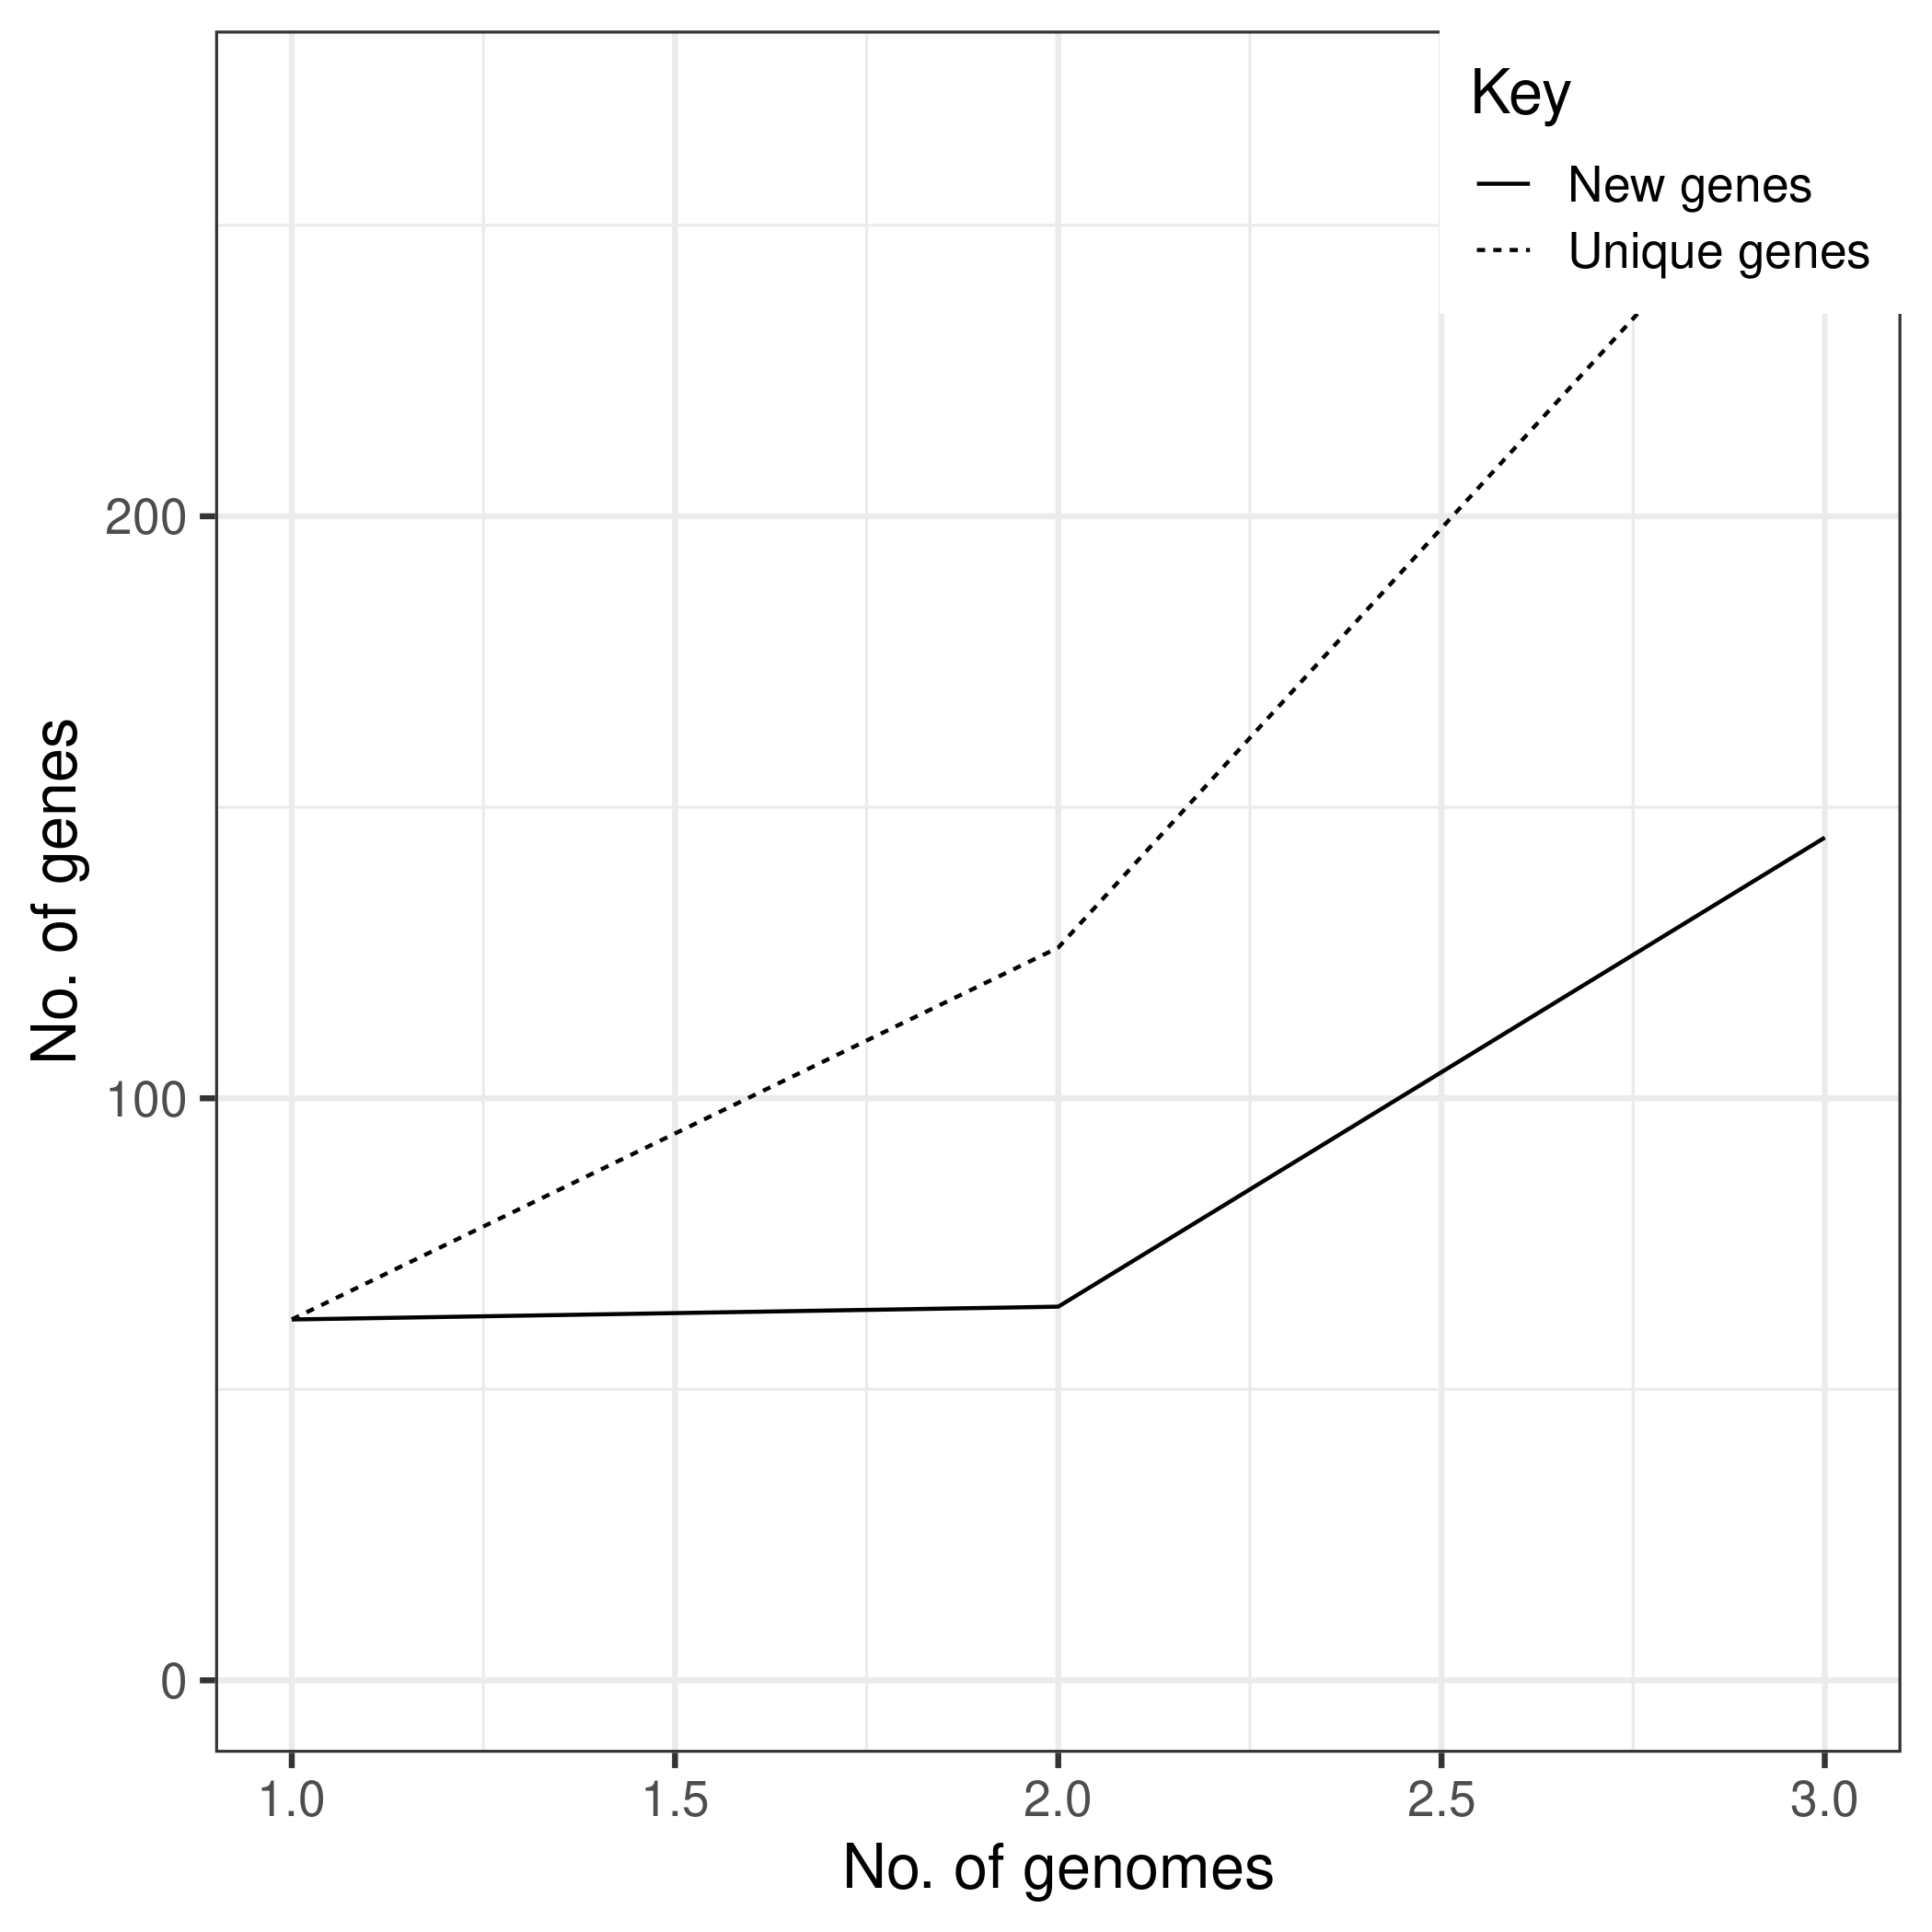 Key
New genes
Unique genes
No. of genes
200
100
0
1.0 1.5 2.0 2.5 3.0
No. of genomes